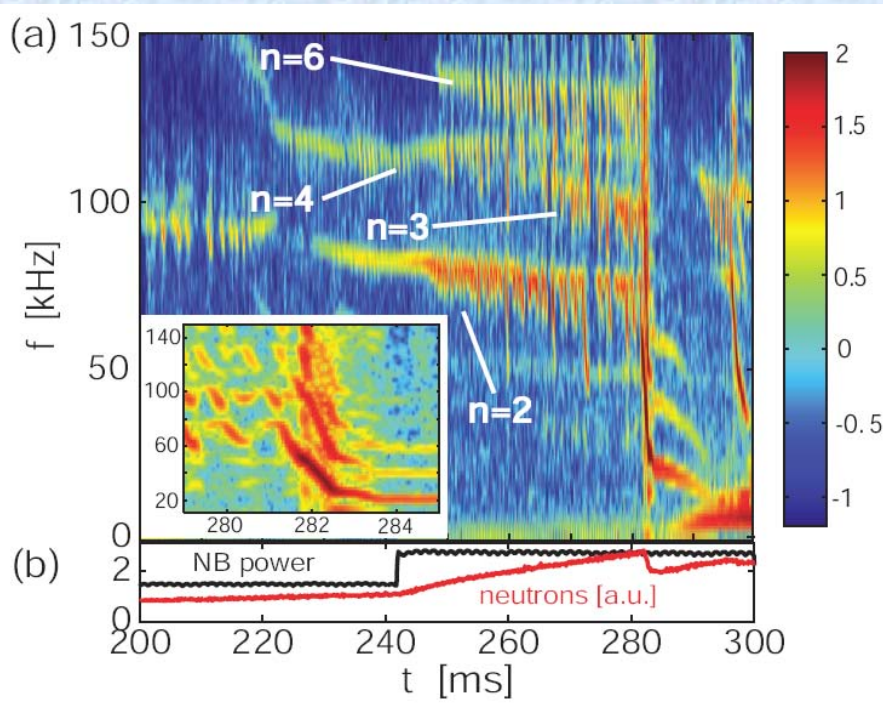 (a)
150
100
50
0
f [kHz]
n=6
n=4
n=3
n=2
140
100
60
20
280 282 284
2
1.5
1
0.5
0
-0.5
-1
(b)
2
0
NB power
neutrons [a.u.]
200 220 240 260 280 300
t [ms]